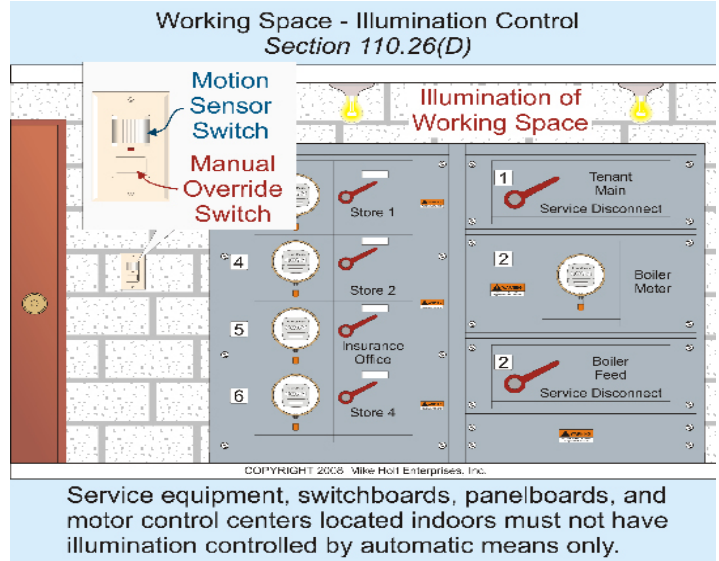 Working Space - Illumination Control
Section 110.26(D)
Motion
Sensor
Switch
Manual
Override
Switch
Illumination of
Working Space
Store 1
4
Store 2
5
Insurance
Office
6
Store 4
1
Tenant
Main
Service Disconnect
2
Boiler
Meter
2
Boiler
Feed
Service Disconnect
COPYRIGHT 2008 Mike Holt Enterprises, Inc.
Service equipment, switchboards, panelboards, and
motor control centers located indoors must not have
illumination controlled by automatic means only.